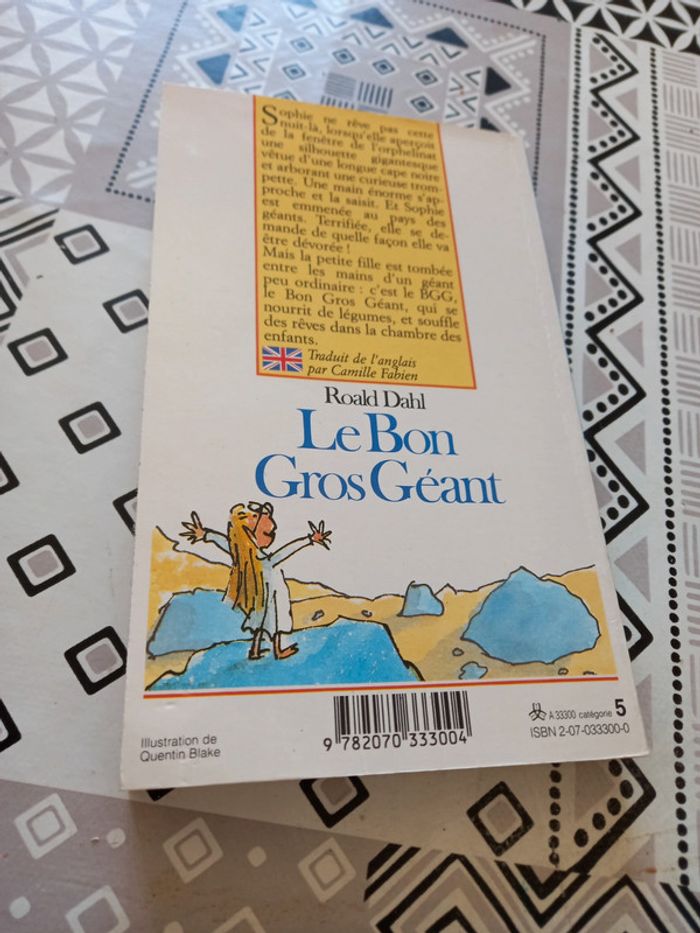 Sophie ne rêve pas cette
nuit-là, lorsqu'elle aperçoit
de la fenêtre de l'orphelinat
une silhouette gigantesque
vêtue d'une longue cape noire
et arborant une curieuse trom-
pette. Une main énorme s'ap-
proche et la saisit. Et Sophie
est emmenée au pays des
géants. Terrifiée, elle se de-
mande de quelle façon elle va
être dévorée !
Mais la petite fille est tombée
entre les mains d'un géant
peu ordinaire : c'est le BGG,
le Bon Gros Géant, qui se
nourrit de légumes, et souffle
des rêves dans la chambre des
enfants.
Traduit de l'anglais
par Camille Fabien
Roald Dahl
Le Bon
Gros Géant
Illustration de
Quentin Blake
9 782070 333004
A 33300 catégorie 5
ISBN 2-07-033300-0